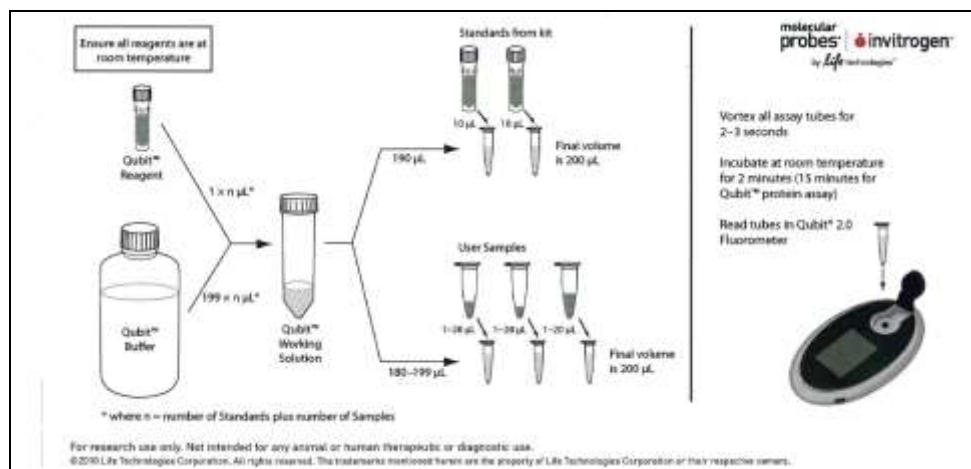 Ensure all reagents are at
room temperature
Qubit™
Reagent
1 × n µL*
Qubit™
Buffer
199 × n µL*
Qubit™
Working
Solution
Standards from kit
10 µL
10 µL
190 µL
Final volume
is 200 µL
User Samples
1–20 µL
1–20 µL
1–20 µL
180–199 µL
Final volume
is 200 µL
* where n = number of Standards plus number of Samples
For research use only. Not intended for any animal or human therapeutic or diagnostic use.
©2010 Life Technologies Corporation. All rights reserved. The trademarks mentioned herein are the property of Life Technologies Corporation or their respective owners.
molecular
probes®
invitrogen™
by life technologies™
Vortex all assay tubes for
2–3 seconds
Incubate at room temperature
for 2 minutes (15 minutes for
Qubit™ protein assay)
Read tubes in Qubit® 2.0
Fluorometer